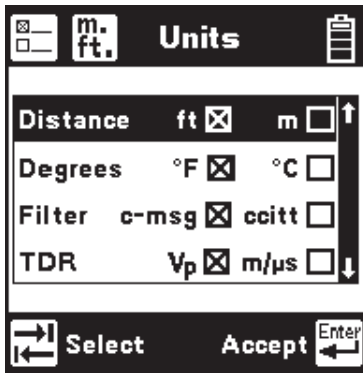 m. ft. Units
Distance ft ☒ m ☐
Degrees °F ☒ °C ☐
Filter c-msg ☒ ccitt ☐
TDR Vp ☒ m/µs ☐
Select Accept Enter